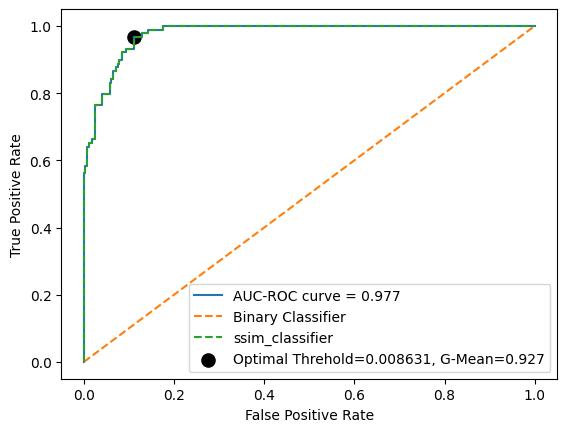 1.0
0.8
0.6
0.4
0.2
0.0
True Positive Rate
AUC-ROC curve = 0.977
Binary Classifier
ssim_classifier
Optimal Threhold=0.008631, G-Mean=0.927
0.0 0.2 0.4 0.6 0.8 1.0
False Positive Rate